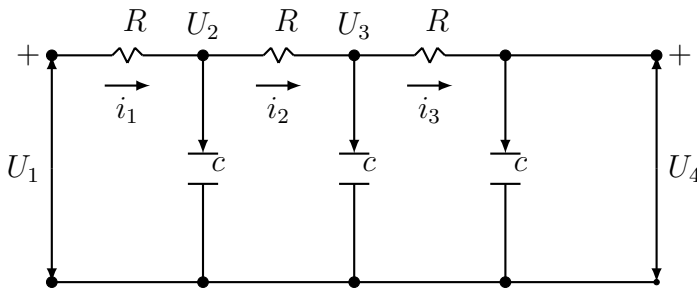 R U₂ R U₃ R
+ +
i₁ i₂ i₃
U₁ c c c U₄